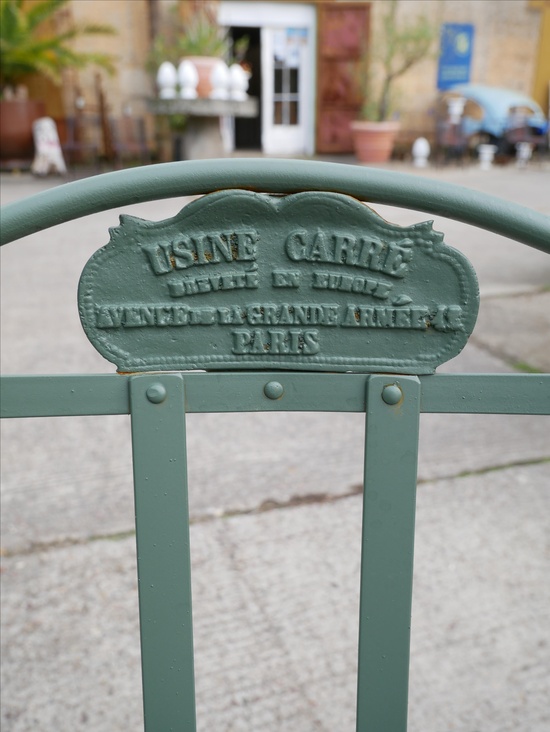 USINE CARRÉ
BREVETÉ EN EUROPE
AVENUE DE LA GRANDE ARMÉE
PARIS